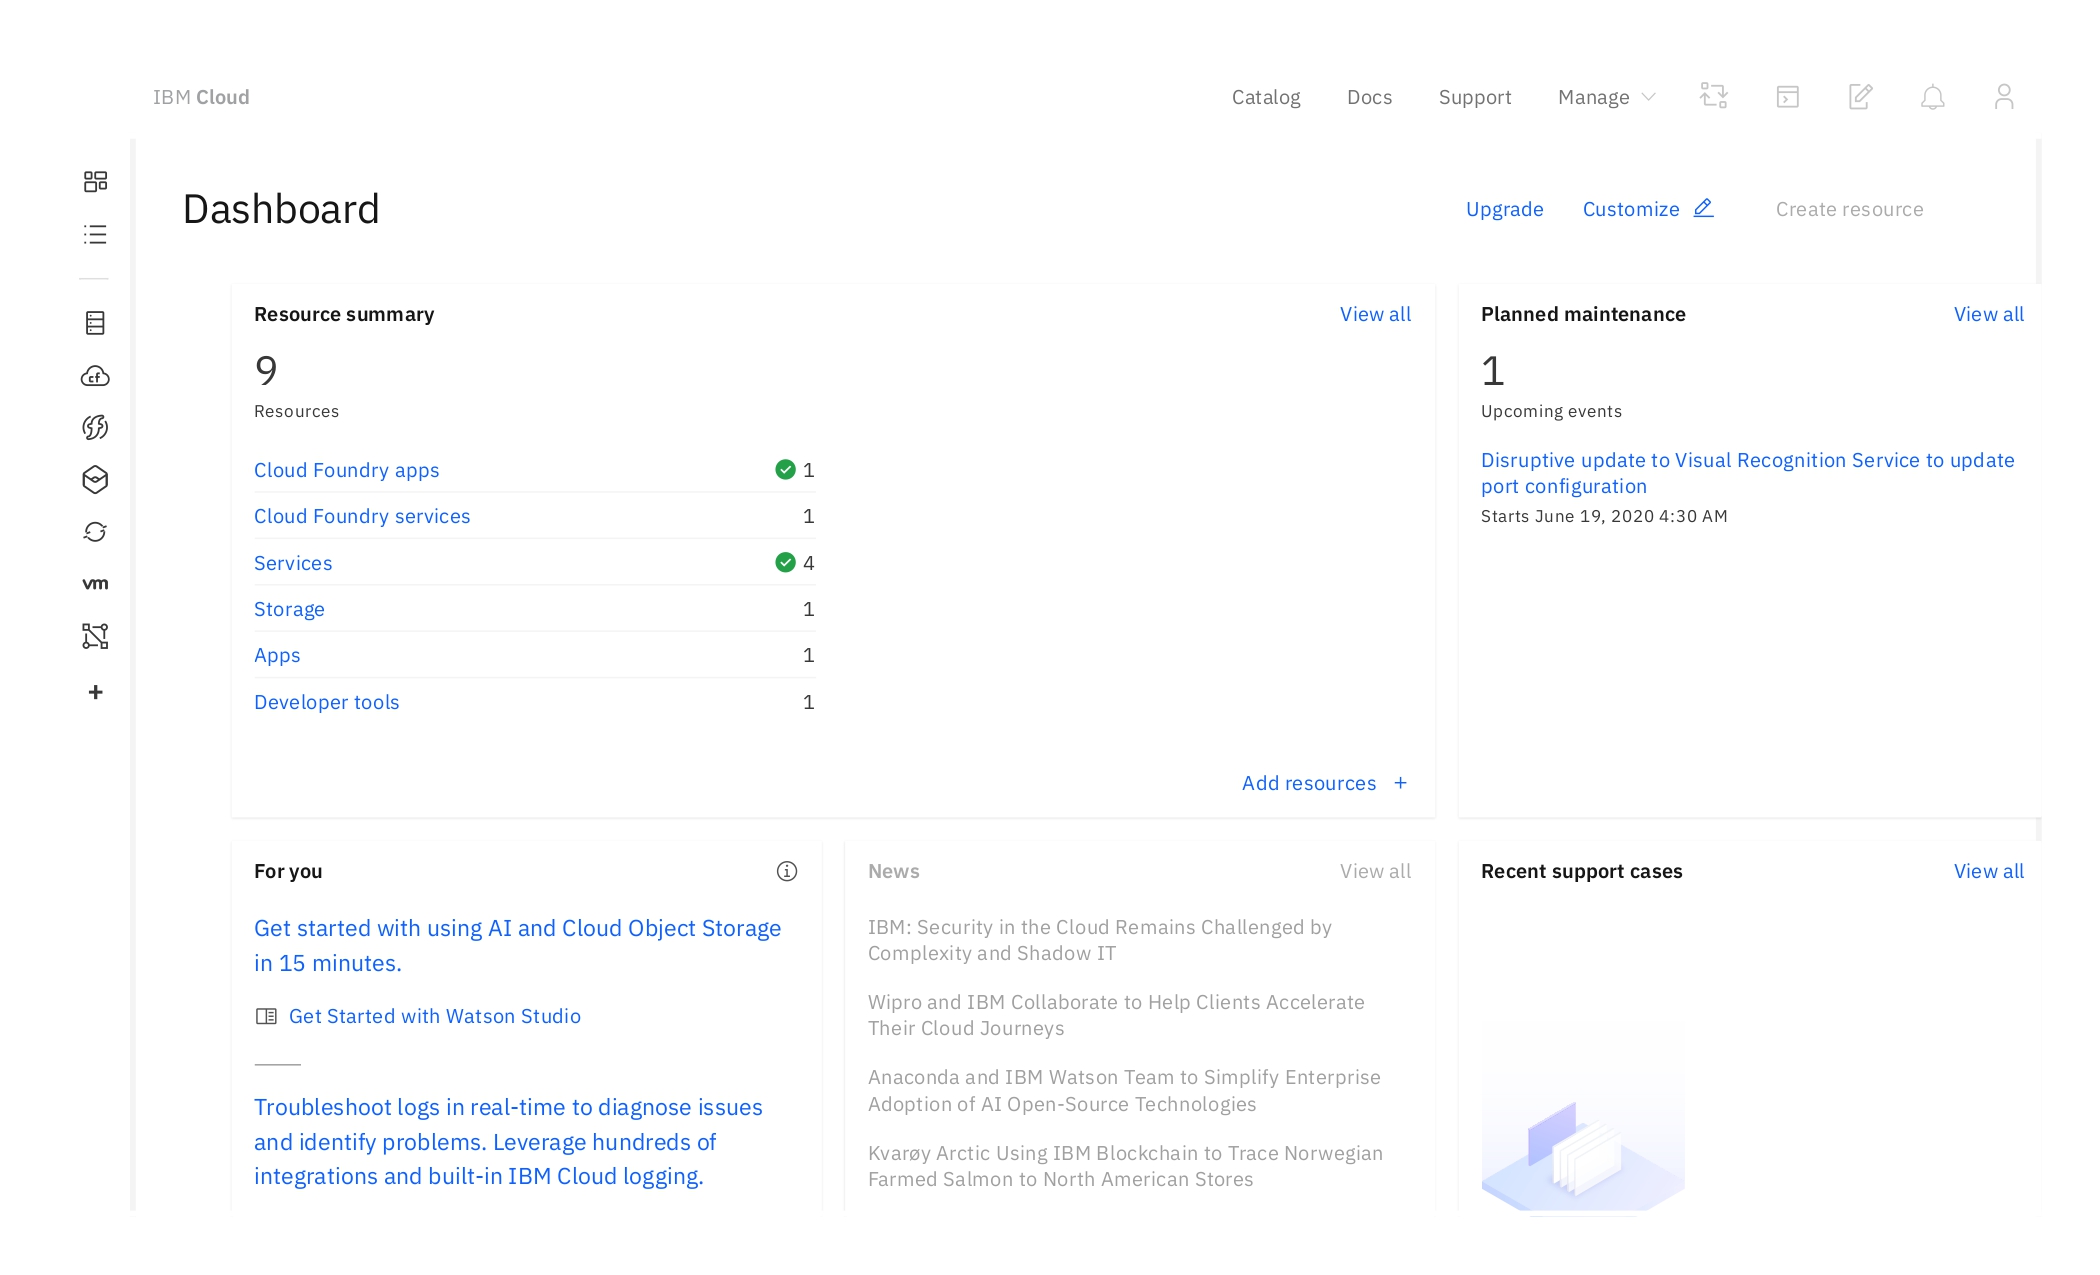 IBM Cloud
Catalog Docs Support Manage
Dashboard
Upgrade Customize Create resource
Resource summary View all
9
Resources
Cloud Foundry apps 1
Cloud Foundry services 1
Services 4
Storage 1
Apps 1
Developer tools 1
Add resources +
Planned maintenance View all
1
Upcoming events
Disruptive update to Visual Recognition Service to update
port configuration
Starts June 19, 2020 4:30 AM
cf
vm
For you
Get started with using AI and Cloud Object Storage
in 15 minutes.
Get Started with Watson Studio
Troubleshoot logs in real-time to diagnose issues
and identify problems. Leverage hundreds of
integrations and built-in IBM Cloud logging.
News View all
IBM: Security in the Cloud Remains Challenged by
Complexity and Shadow IT
Wipro and IBM Collaborate to Help Clients Accelerate
Their Cloud Journeys
Anaconda and IBM Watson Team to Simplify Enterprise
Adoption of AI Open-Source Technologies
Kvarøy Arctic Using IBM Blockchain to Trace Norwegian
Farmed Salmon to North American Stores
Recent support cases View all